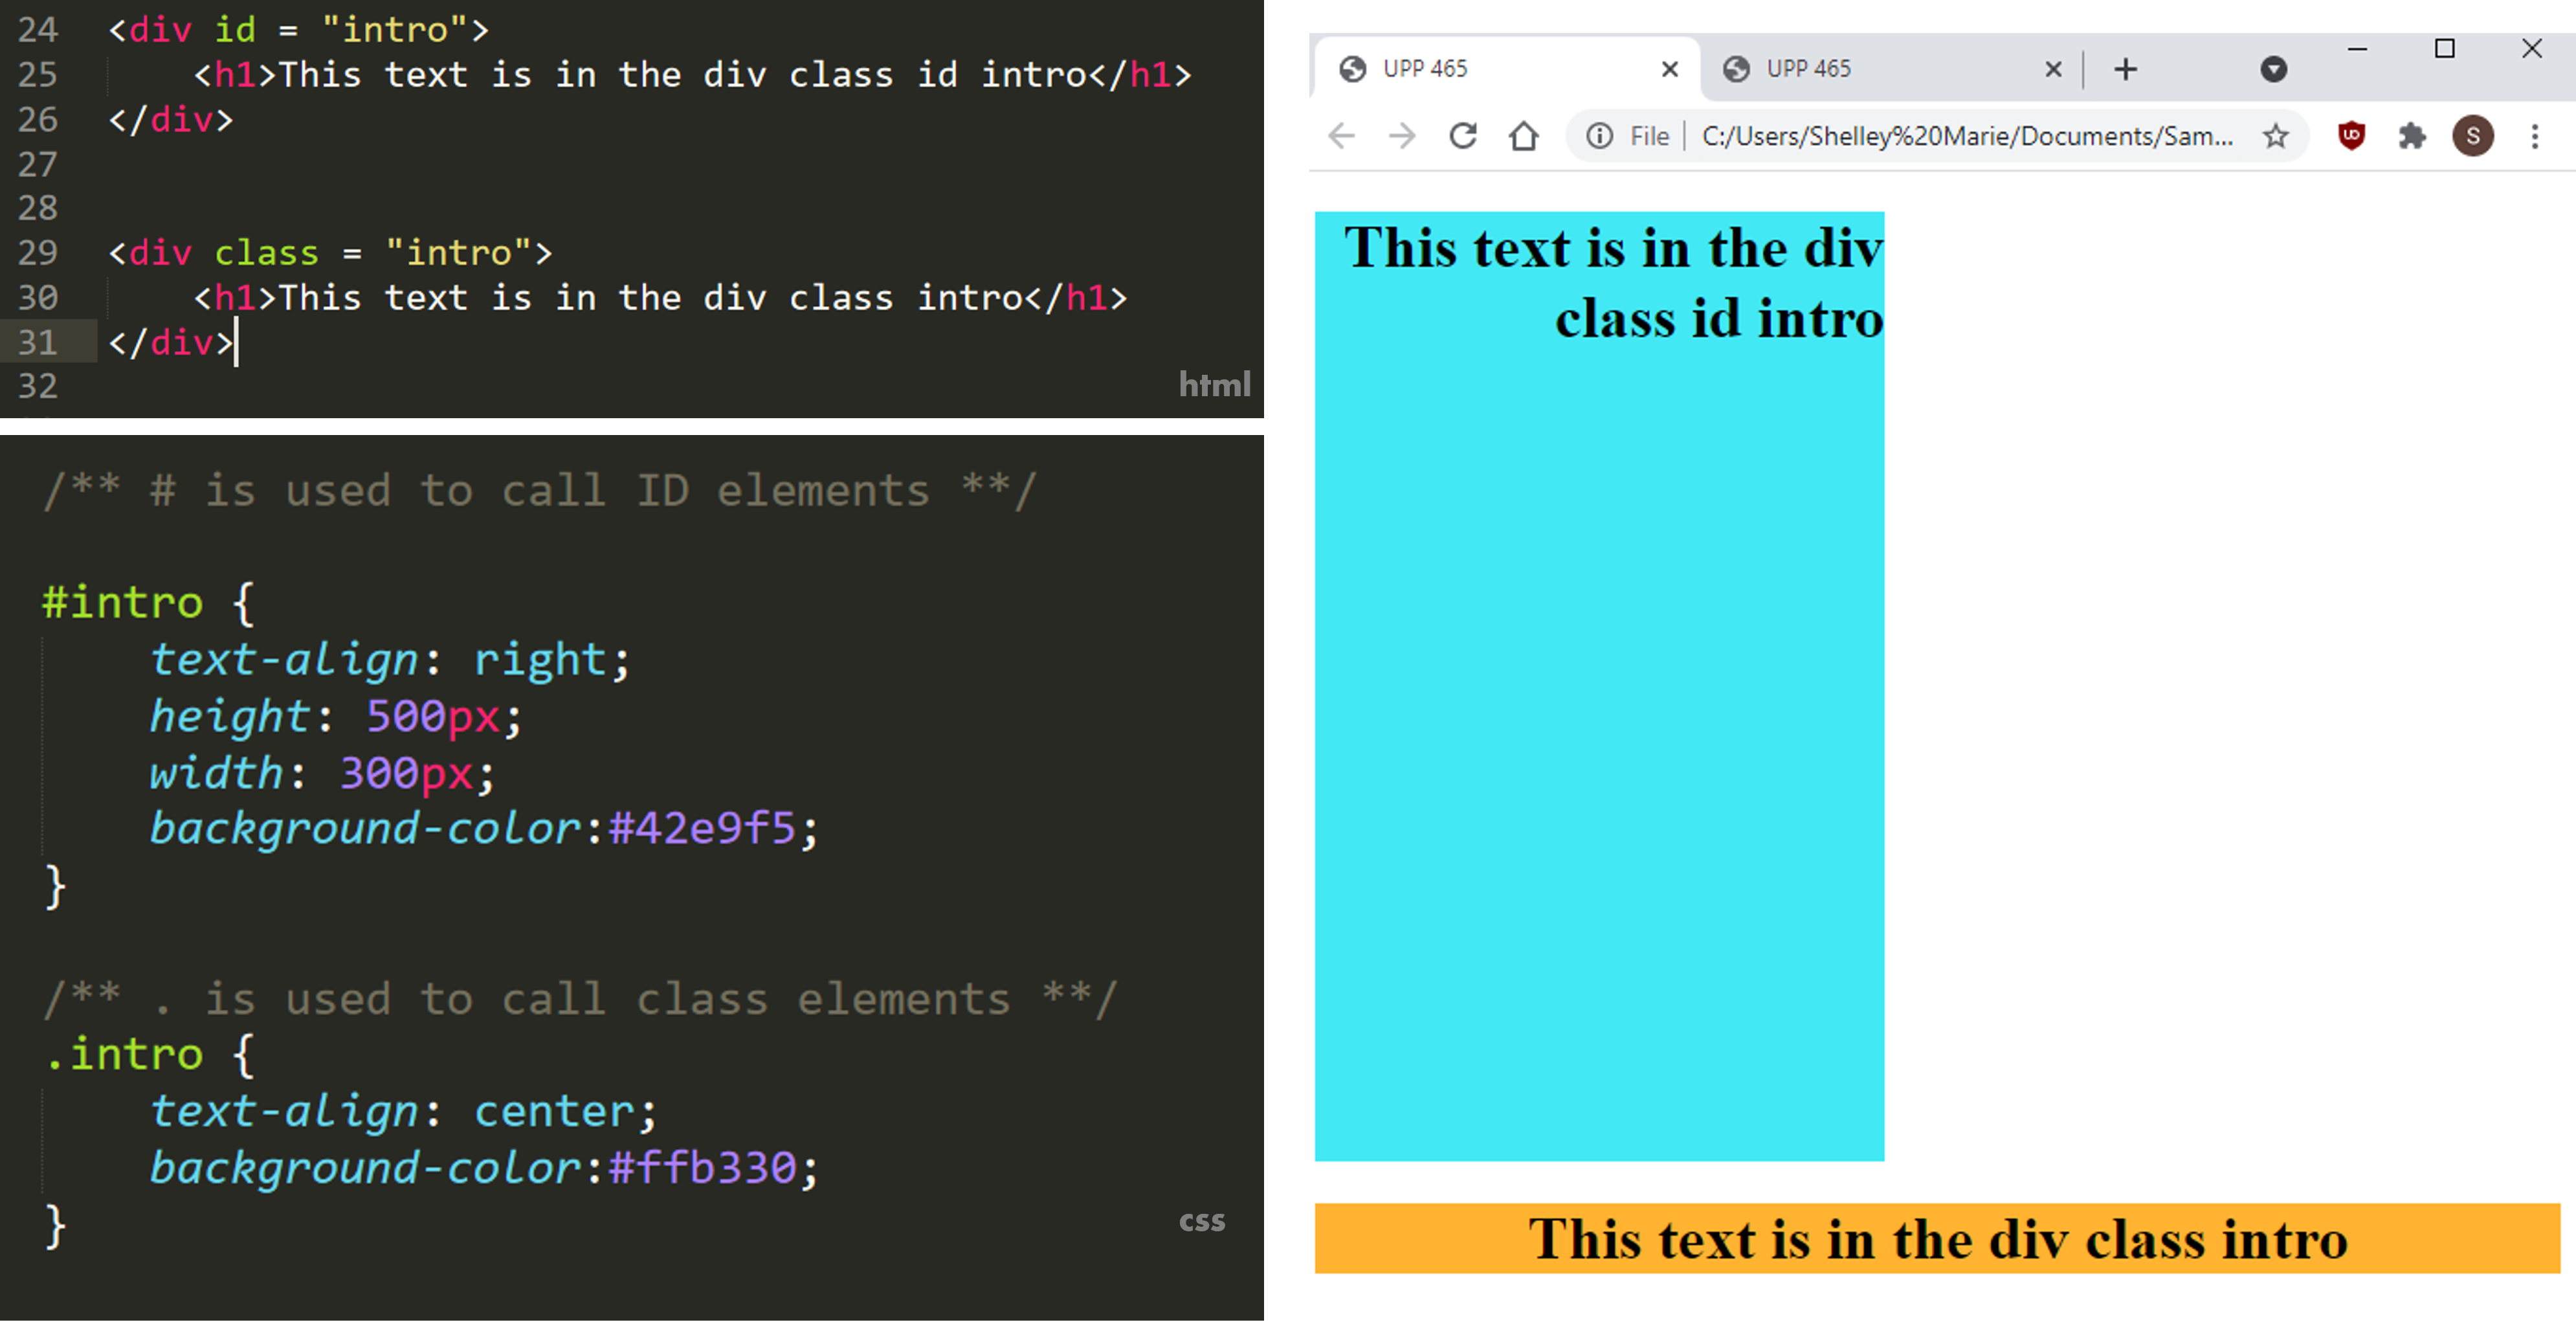 24 <div id = "intro">
25 <h1>This text is in the div class id intro</h1>
26 </div>
27
28
29 <div class = "intro">
30 <h1>This text is in the div class intro</h1>
31 </div>
32
html
/** # is used to call ID elements **/
#intro {
text-align: right;
height: 500px;
width: 300px;
background-color:#42e9f5;
}
/** . is used to call class elements **/
.intro {
text-align: center;
background-color:#ffb330;
}
css
UPP 465 UPP 465
File C:/Users/Shelley%20Marie/Documents/Sam... UO S
This text is in the div
class id intro
This text is in the div class intro